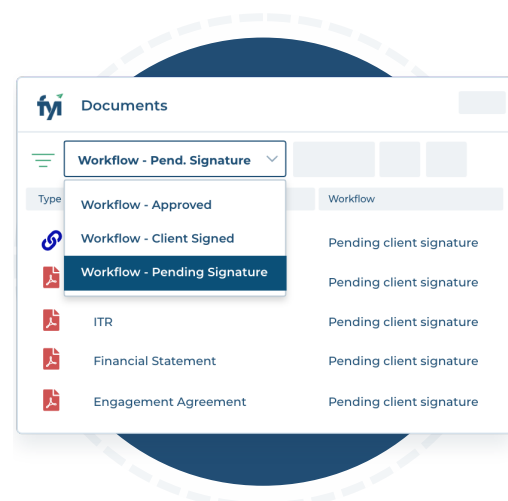 fyi Documents
Workflow - Pend. Signature
Type Workflow
Workflow - Approved
Workflow - Client Signed
Workflow - Pending Signature
Pending client signature
Pending client signature
ITR Pending client signature
Financial Statement Pending client signature
Engagement Agreement Pending client signature